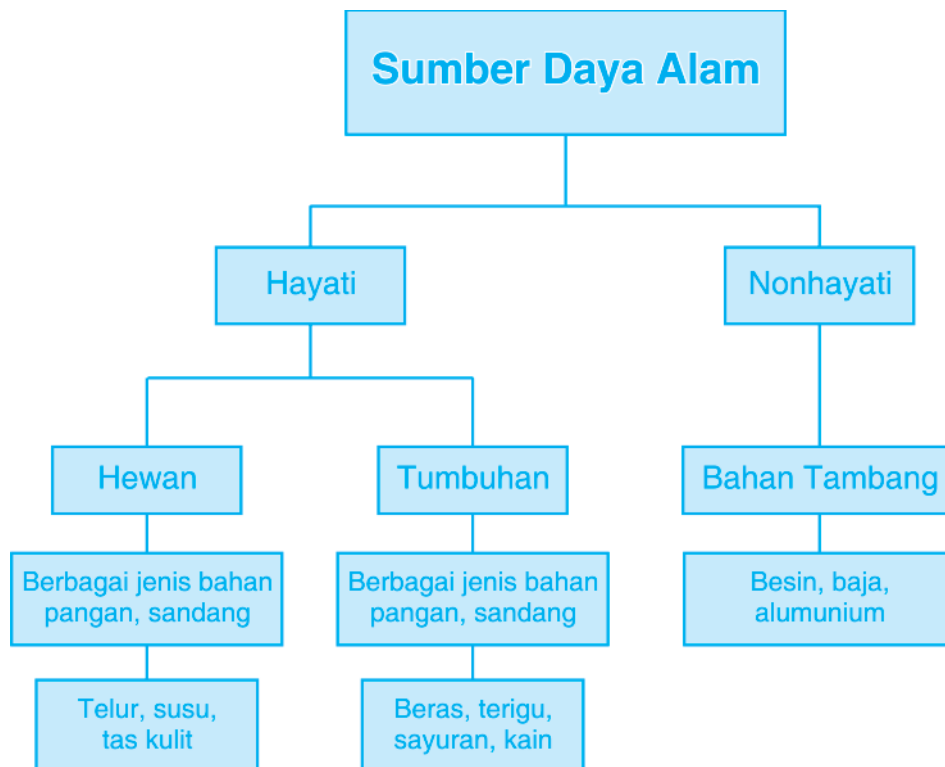 Sumber Daya Alam
Hayati
Nonhayati
Hewan
Tumbuhan
Bahan Tambang
Berbagai jenis bahan
pangan, sandang
Berbagai jenis bahan
pangan, sandang
Besin, baja,
alumunium
Telur, susu,
tas kulit
Beras, terigu,
sayuran, kain